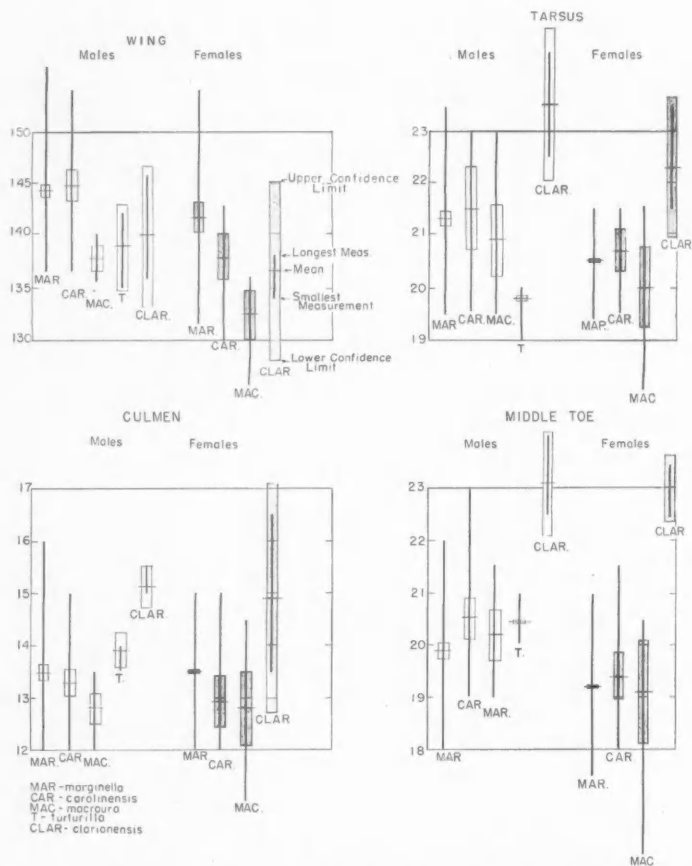 WING
Males Females
150
145
140
135
130
MAR.
CAR.
MAC.
T
CLAR.
MAR.
CAR.
MAC.
CLAR.
Upper Confidence
Limit
Longest Meas
Mean
Smallest
Measurement
Lower Confidence
Limit
TARSUS
Males Females
23
22
21
20
19
MAR
CAR.
MAC.
T
CLAR.
MAR.
CAR.
MAC
CLAR
CULMEN
Males Females
17
16
15
14
13
12
MAR.
CAR.
MAC.
T.
CLAR.
MAR
CAR.
MAC.
CLAR
MIDDLE TOE
Males Females
23
22
21
20
19
18
MAR
CAR
MAR.
T.
CLAR.
MAR.
CAR
MAC
CLAR
MAR-marginella
CAR-carolinensis
MAC-macroura
T-turturilla
CLAR-clarionensis